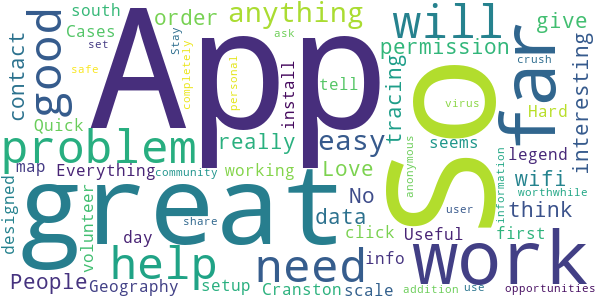 App
So
great
far
work
will
good
problem
help
need
anything
easy
order
south
Cases
contact
permission
give
interesting
tracing
install
tell
ask
Stay
set
safe
completely
personal
really
Quick
map
Everything
seems
virus
crush
Hard
legend
anonymous
community
working
Love
No
wifi
information
worthwhile
designed
volunteer
share
data
user
think
day
click
Useful
first
People
Geography
setup
Cranston
info
scale
addition
use
opportunities